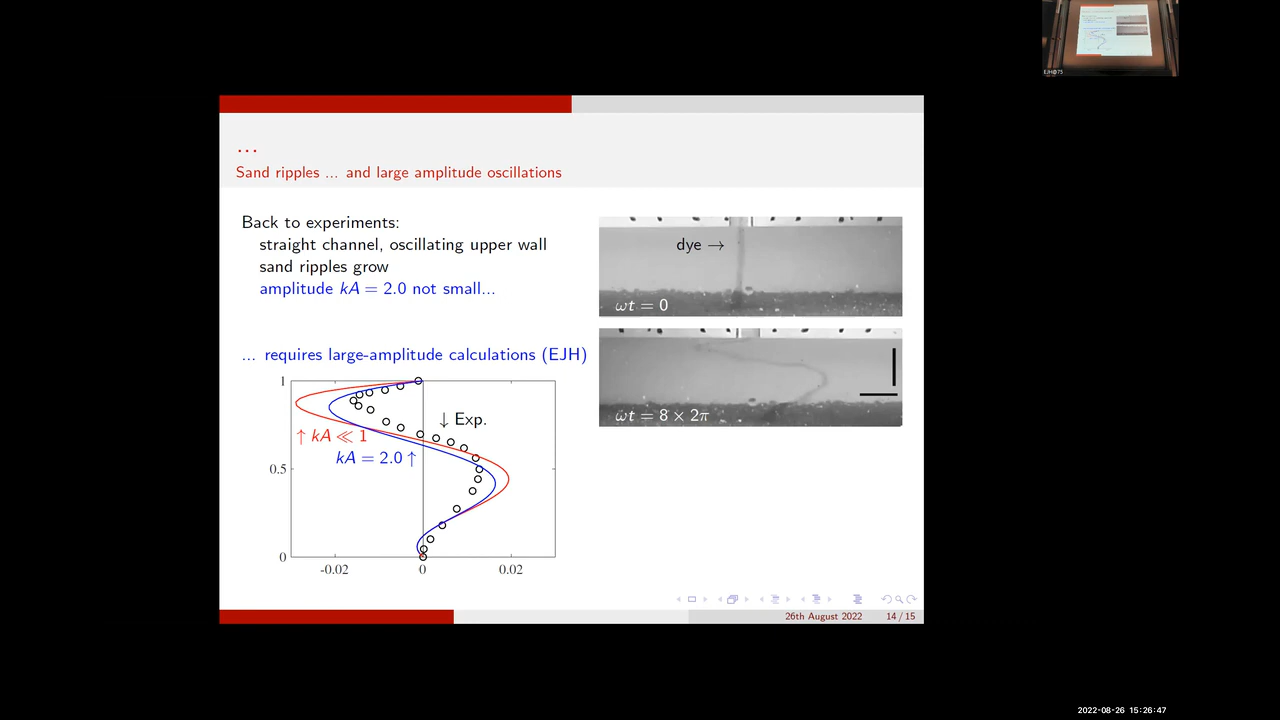 EJH@75
...
Sand ripples ... and large amplitude oscillations
Back to experiments:
straight channel, oscillating upper wall
sand ripples grow
amplitude kA = 2.0 not small...
dye →
ωt = 0
ωt = 8 × 2π
... requires large-amplitude calculations (EJH)
1
↓ Exp.
↑ kA ≪ 1
kA = 2.0 ↑
0.5
0
-0.02
0
0.02
26th August 2022 14 / 15
2022-08-26 15:26:47